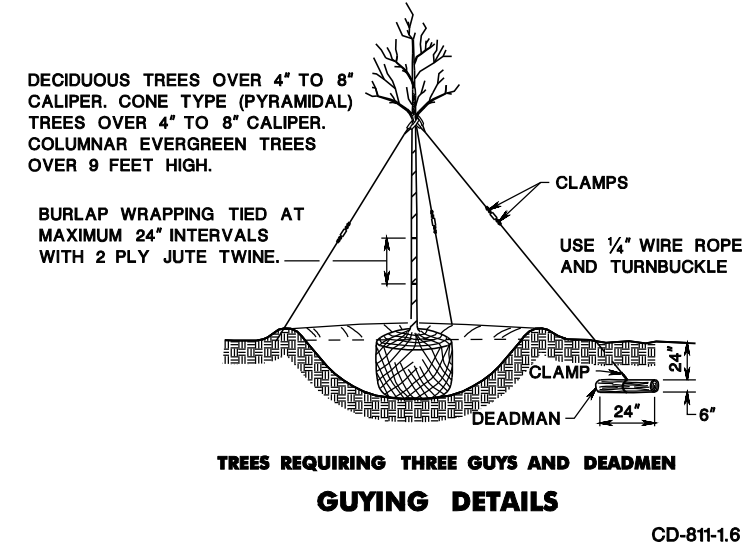 DECIDUOUS TREES OVER 4" TO 8"
CALIPER. CONE TYPE (PYRAMIDAL)
TREES OVER 4" TO 8" CALIPER.
COLUMNAR EVERGREEN TREES
OVER 9 FEET HIGH.
CLAMPS
BURLAP WRAPPING TIED AT
MAXIMUM 24" INTERVALS
WITH 2 PLY JUTE TWINE.
USE ¼" WIRE ROPE
AND TURNBUCKLE
24"
CLAMP
DEADMAN
24"
6"
TREES REQUIRING THREE GUYS AND DEADMEN
GUYING DETAILS
CD-811-1.6